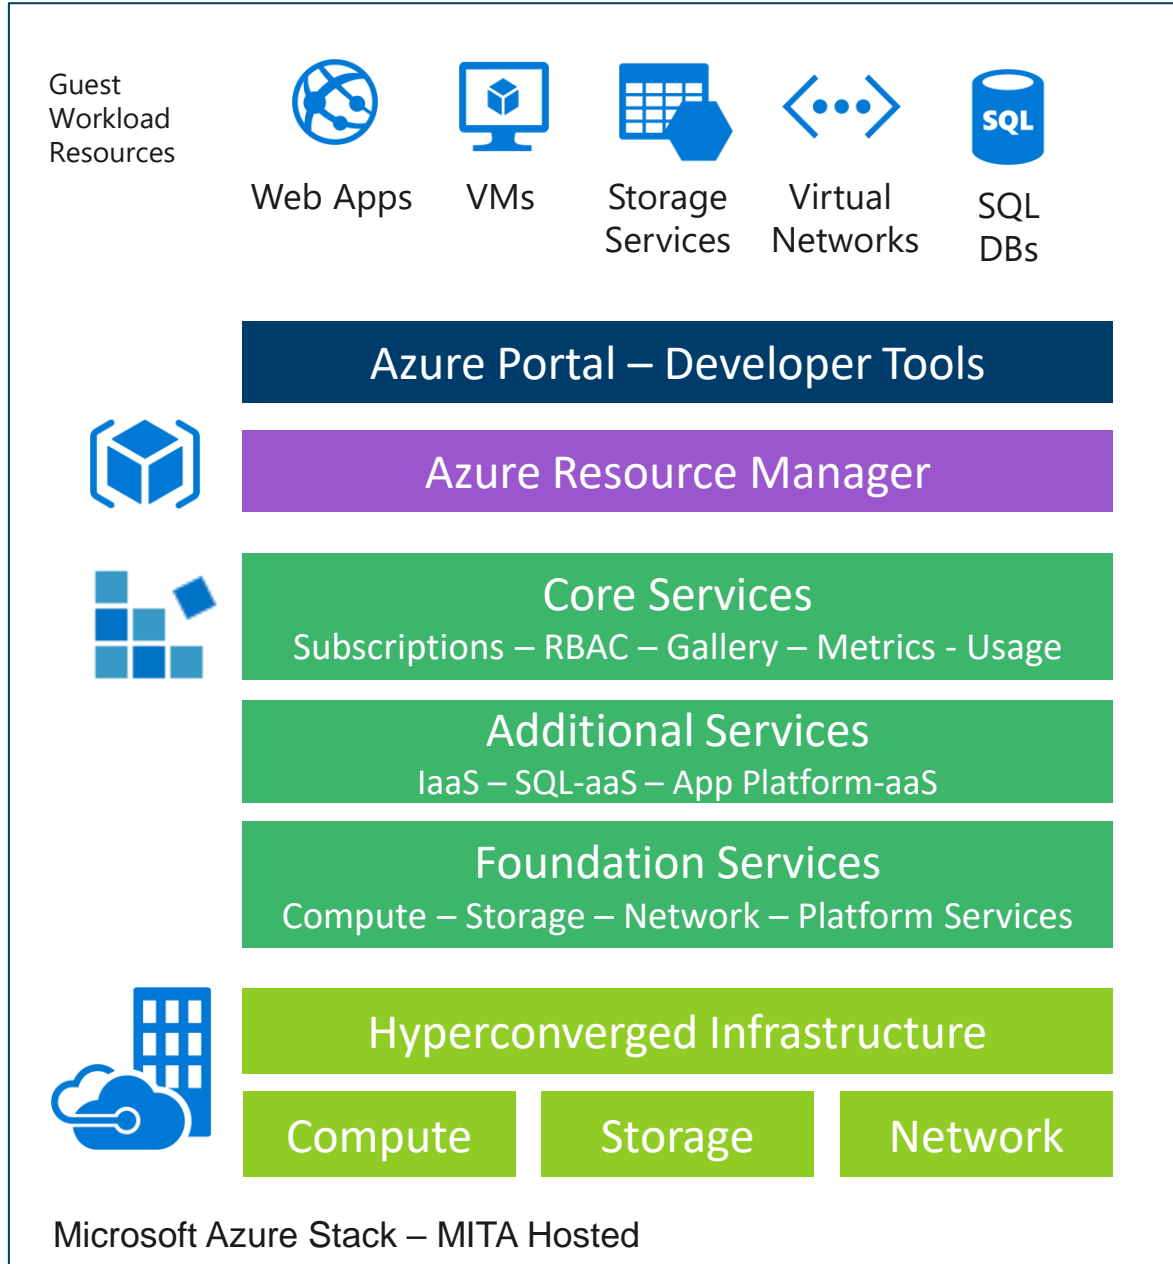 Guest
Workload
Resources
Web Apps
VMs
Storage
Services
Virtual
Networks
SQL
SQL
DBs
Azure Portal – Developer Tools
Azure Resource Manager
Core Services
Subscriptions – RBAC – Gallery – Metrics - Usage
Additional Services
IaaS – SQL-aaS – App Platform-aaS
Foundation Services
Compute – Storage – Network – Platform Services
Hyperconverged Infrastructure
Compute
Storage
Network
Microsoft Azure Stack – MITA Hosted